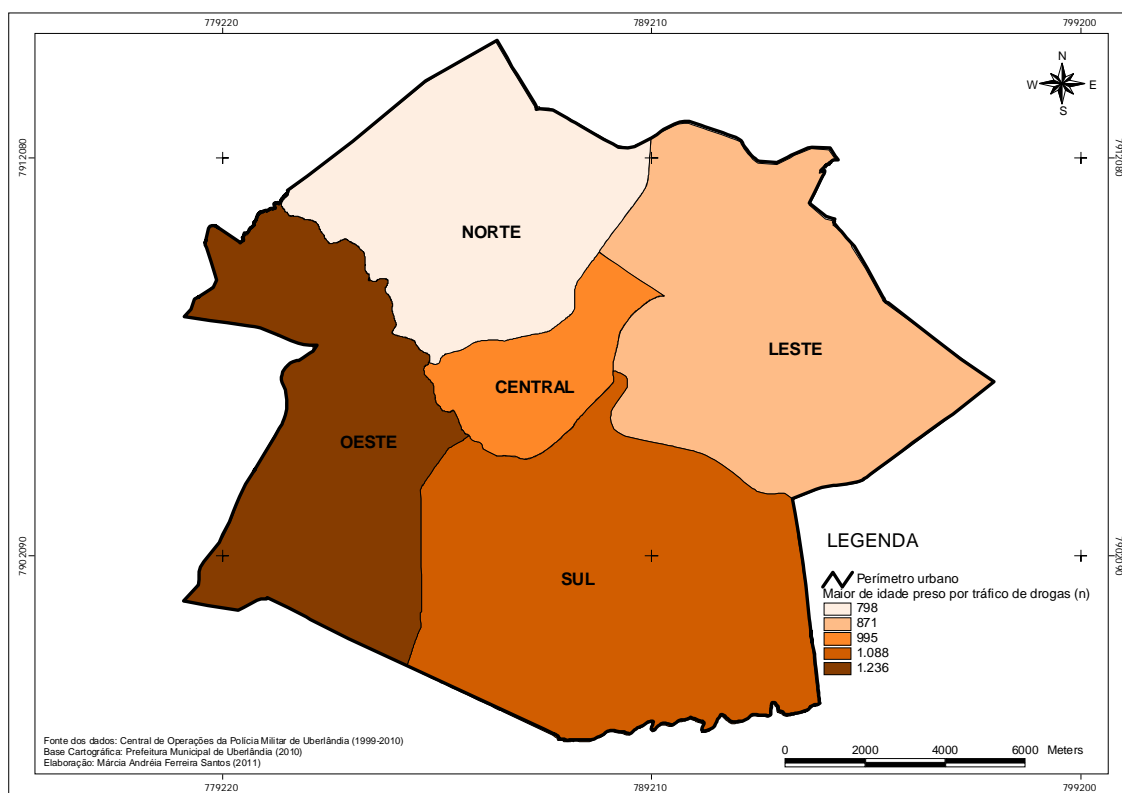 779220
789210
799200
N
W
E
S
7912080
7912080
NORTE
LESTE
CENTRAL
OESTE
SUL
7902090
7902090
LEGENDA
Perímetro urbano
Maior de idade preso por tráfico de drogas (n)
798
871
995
1.088
1.236
Fonte dos dados: Central de Operações da Polícia Militar de Uberlândia (1999-2010)
Base Cartográfica: Prefeitura Municipal de Uberlândia (2010)
Elaboração: Márcia Andréia Ferreira Santos (2011)
0 2000 4000 6000 Meters
779220
789210
799200